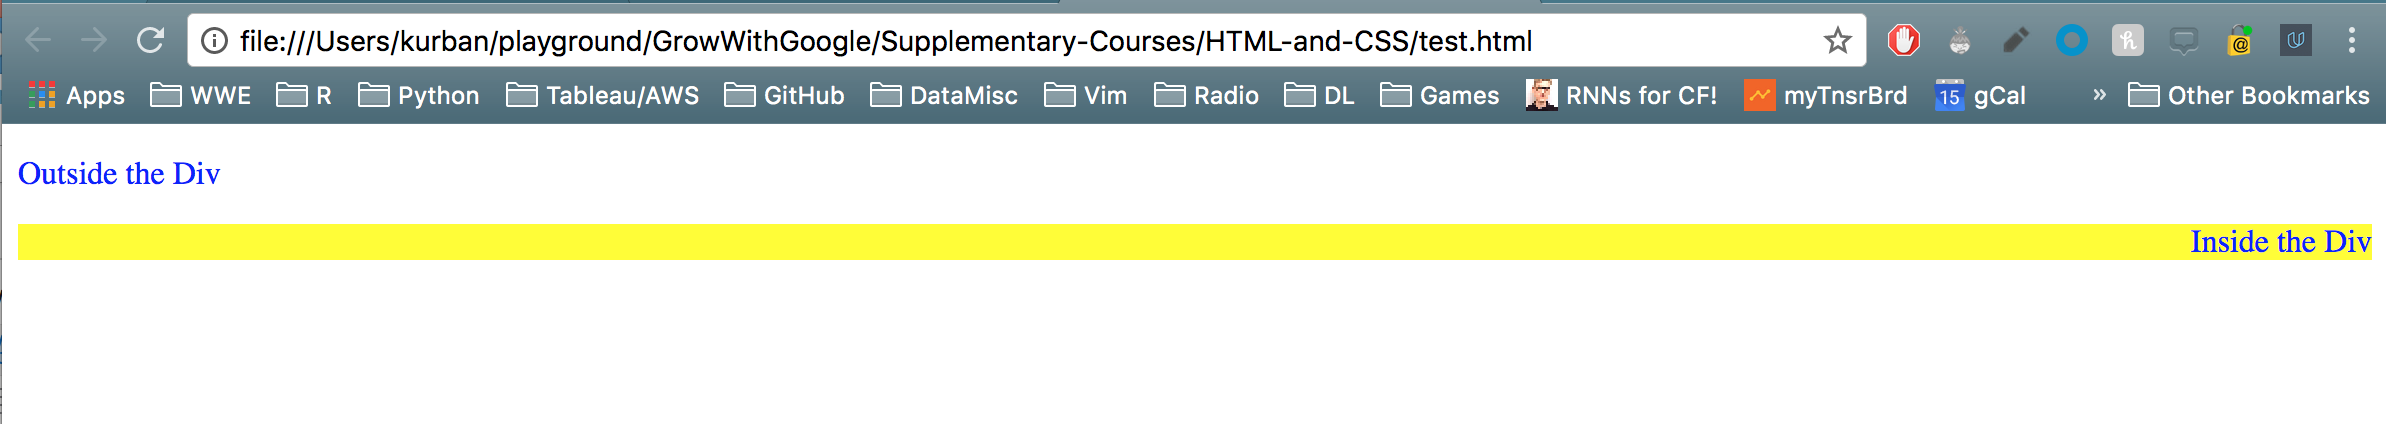 file:///Users/kurban/playground/GrowWithGoogle/Supplementary-Courses/HTML-and-CSS/test.html
Apps WWE R Python Tableau/AWS GitHub DataMisc Vim Radio DL Games RNNs for CF! myTnsrBrd 15 gCal » Other Bookmarks
Outside the Div
Inside the Div